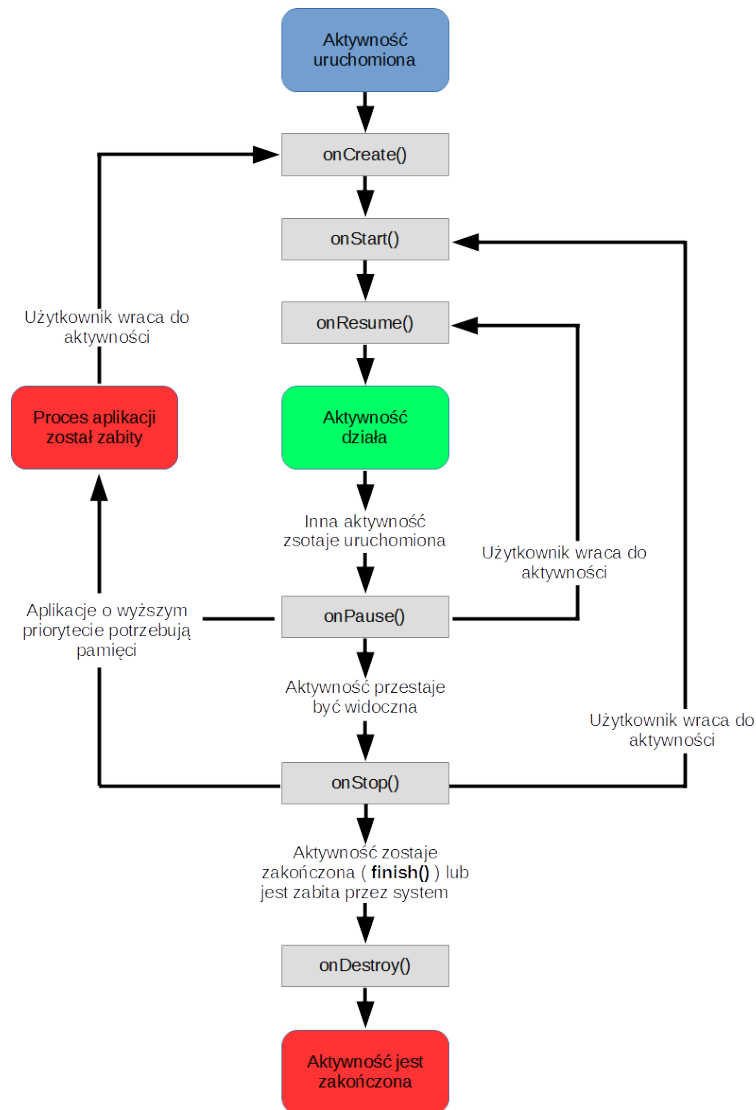 Aktywność
uruchomiona
onCreate()
onStart()
onResume()
Użytkownik wraca do
aktywności
Proces aplikacji
został zabity
Aktywność
działa
Inna aktywność
zsotaje uruchomiona
Użytkownik wraca do
aktywności
Aplikacje o wyższym
priorytecie potrzebują
pamięci
onPause()
Aktywność przestaje
być widoczna
Użytkownik wraca do
aktywności
onStop()
Aktywność zostaje
zakończona ( finish() ) lub
jest zabita przez system
onDestroy()
Aktywność jest
zakończona